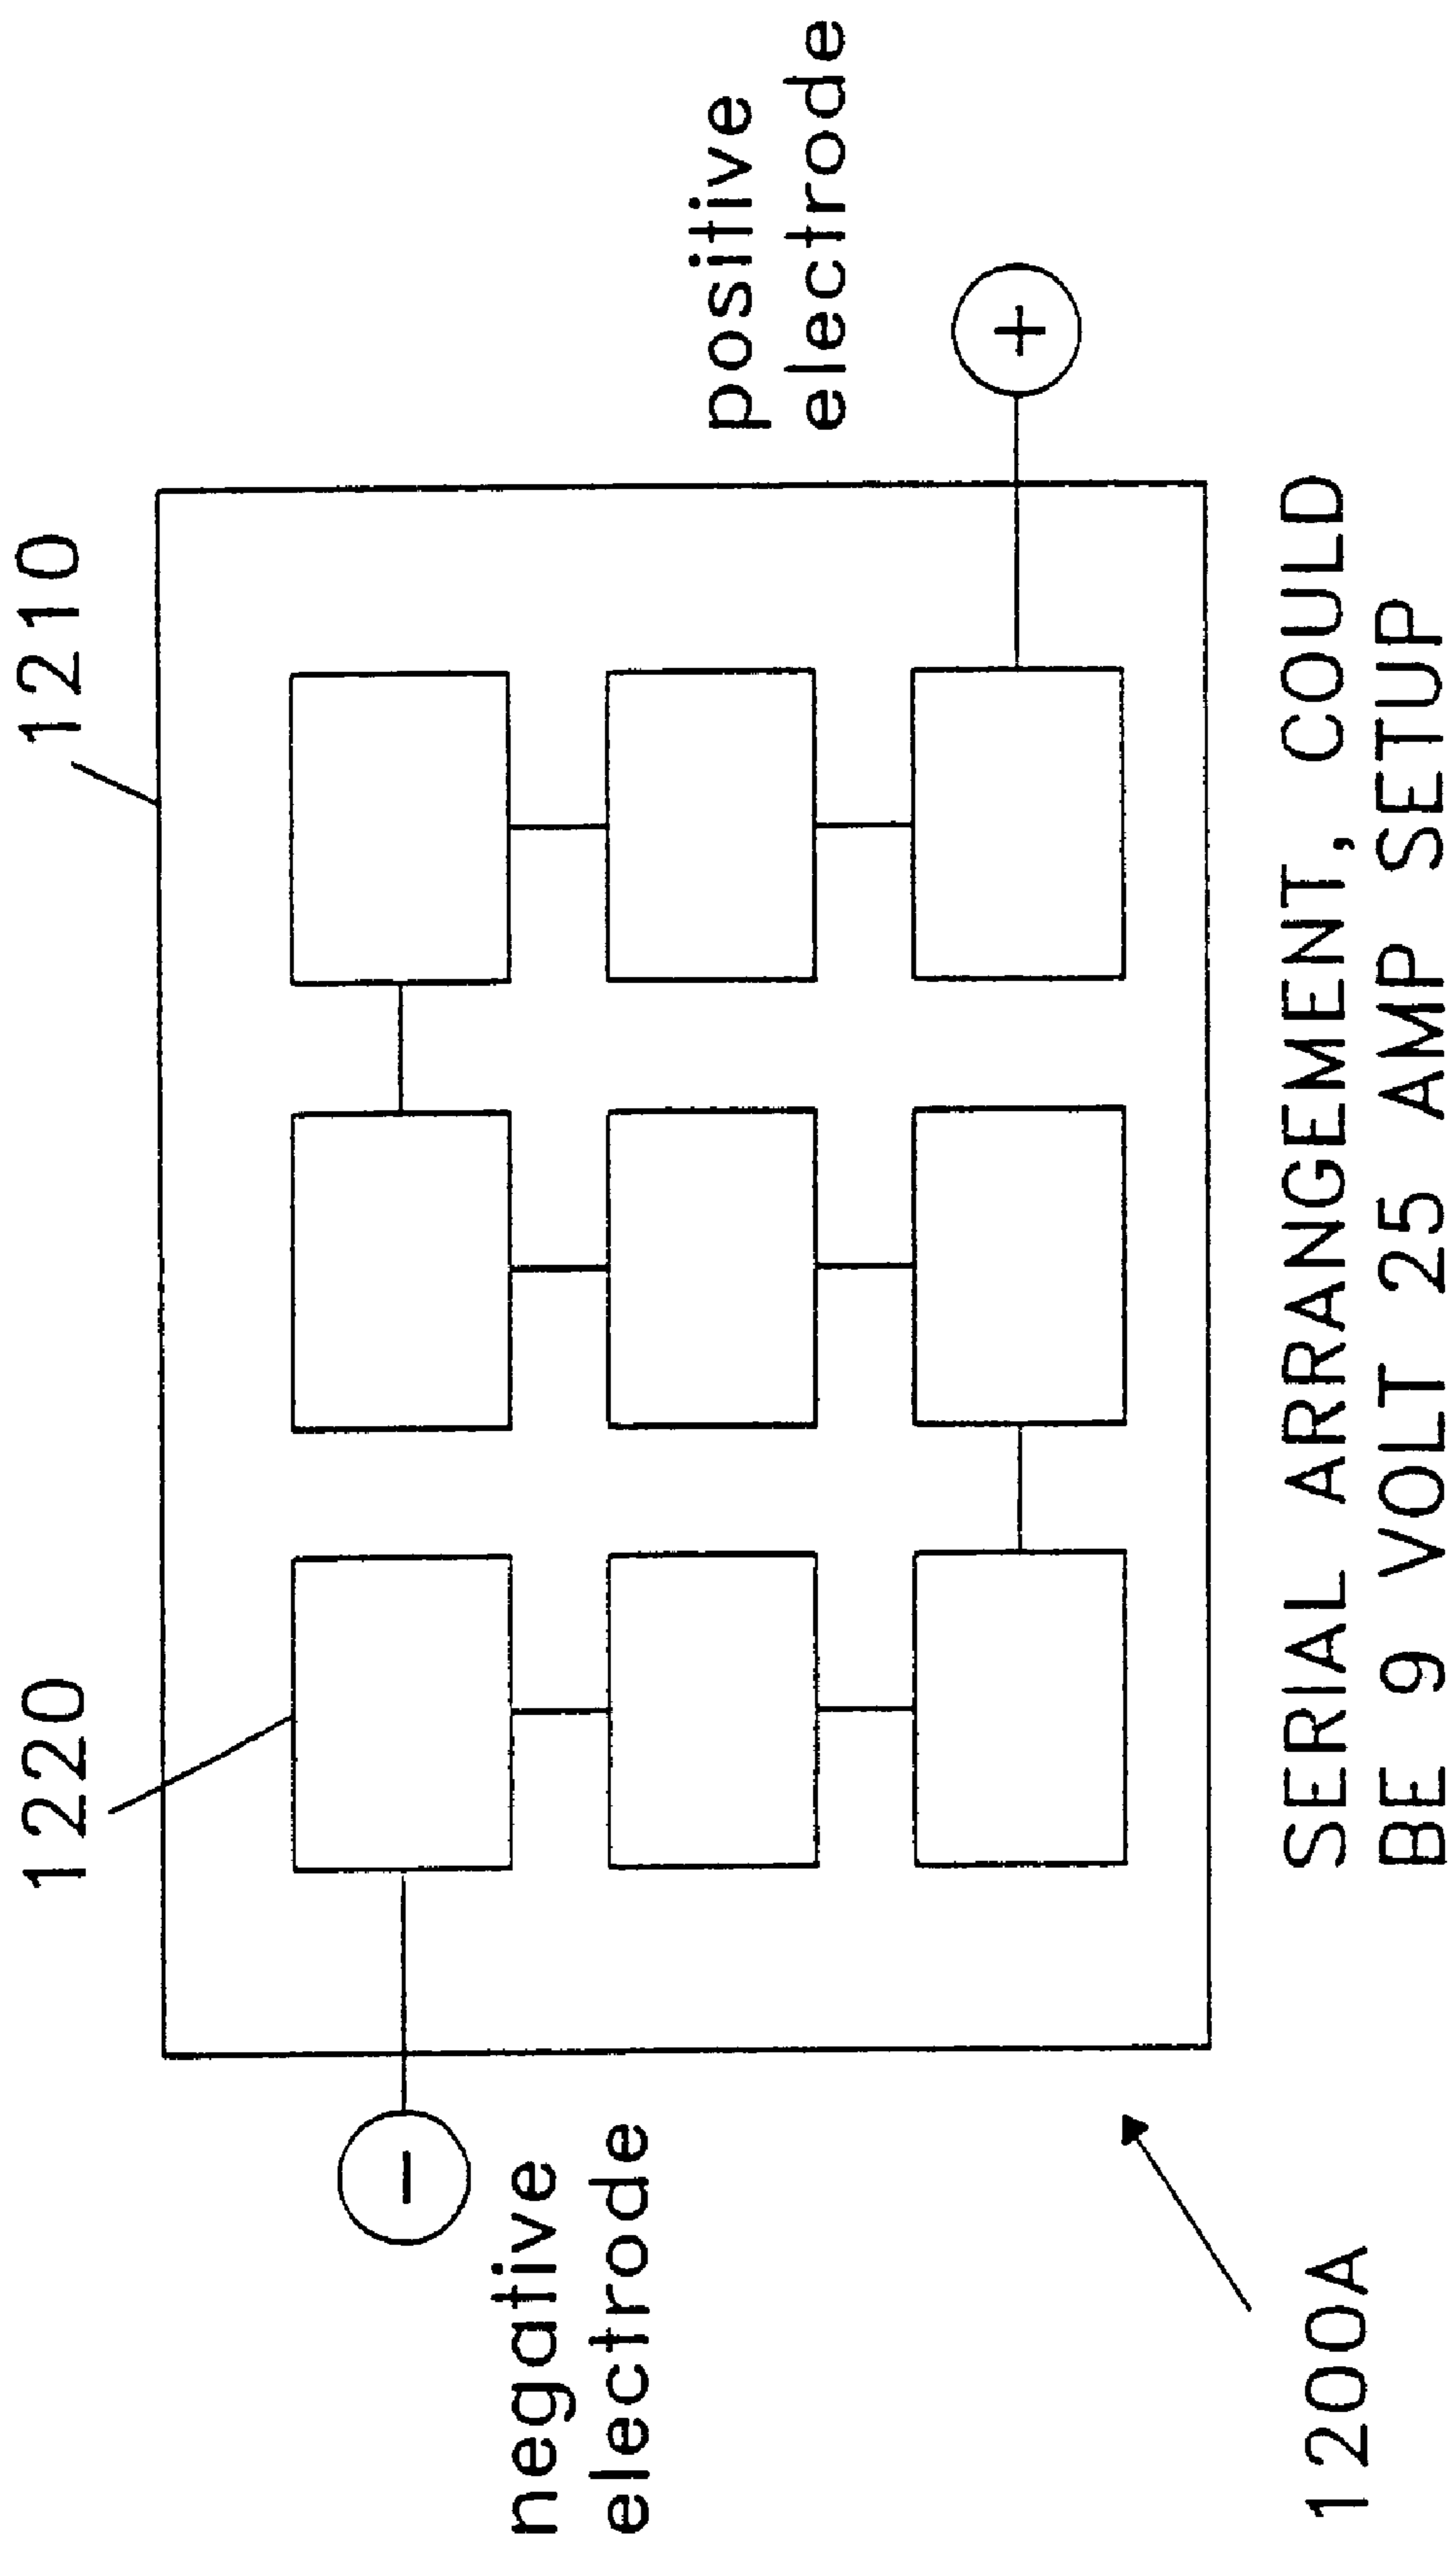 1220
1210
negative
electrode
−
positive
electrode
+
1200A
SERIAL ARRANGEMENT, COULD
BE 9 VOLT 25 AMP SETUP